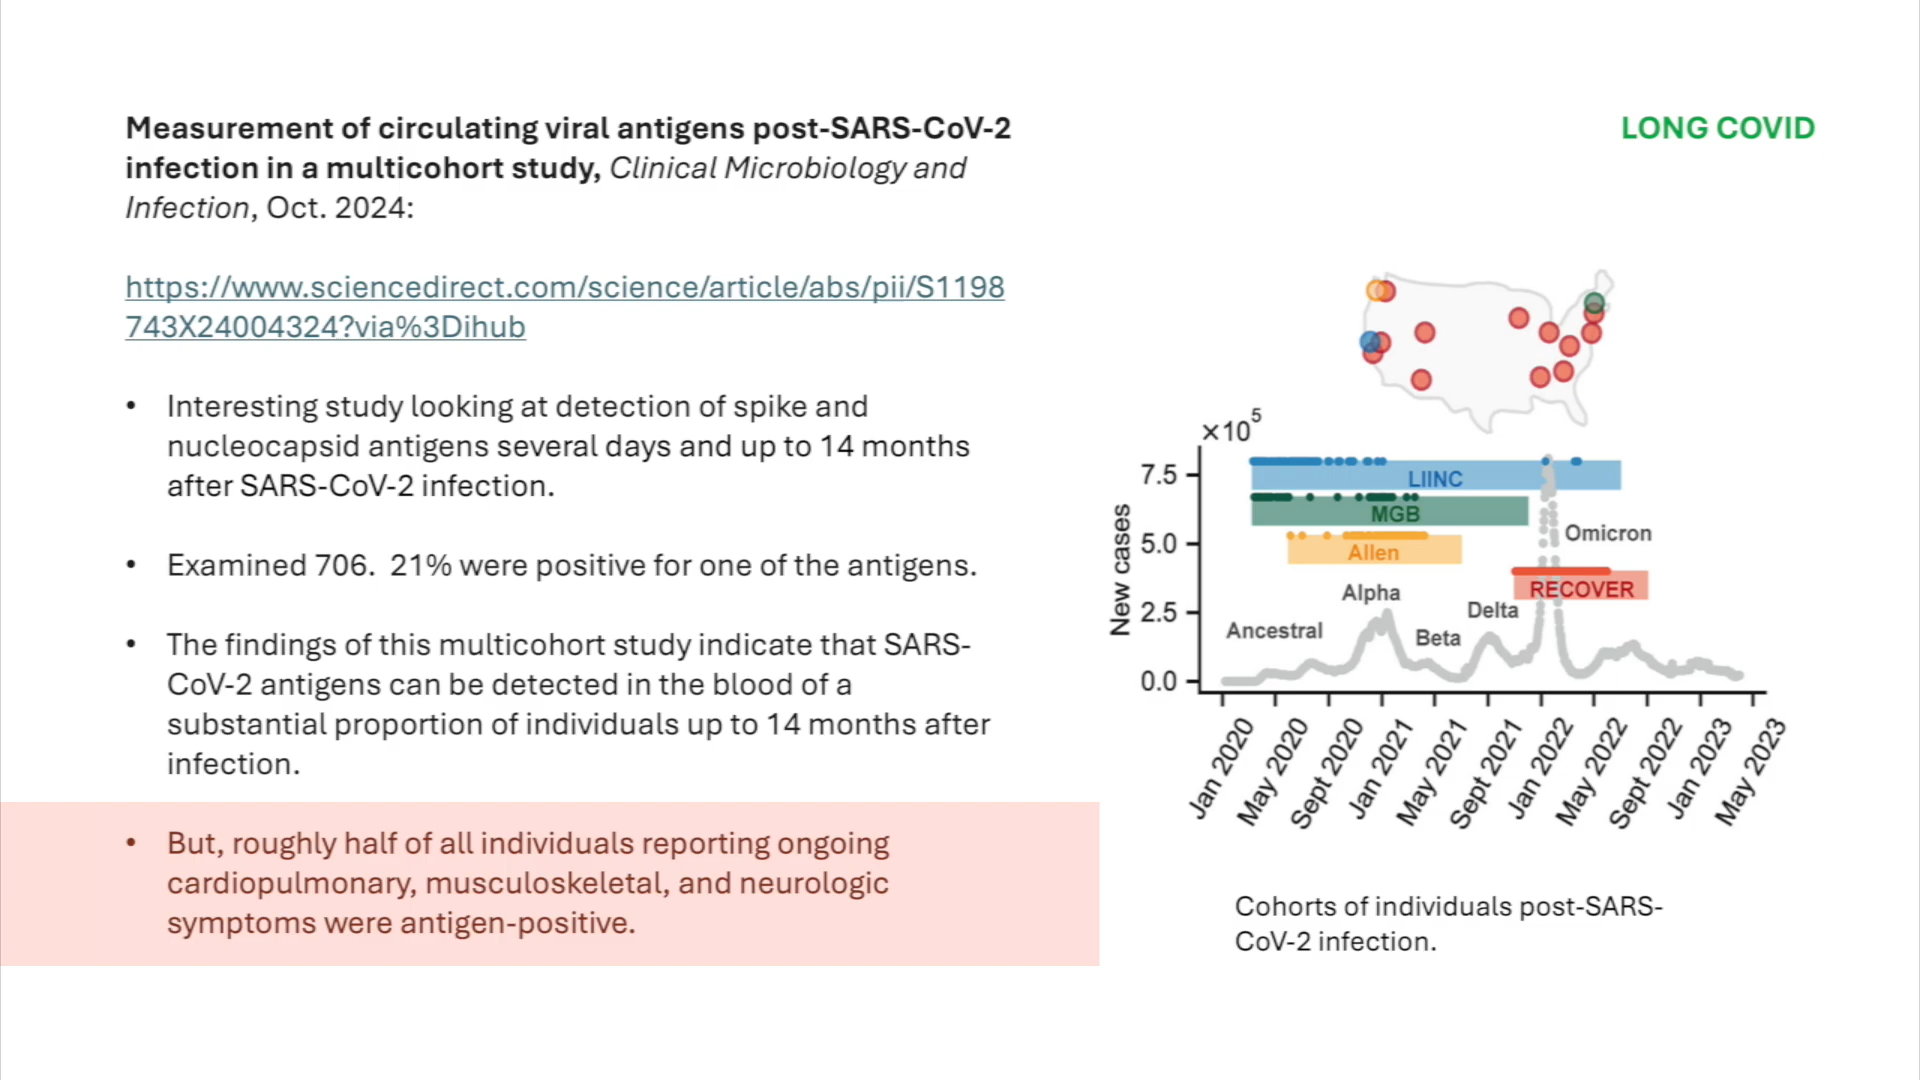 Measurement of circulating viral antigens post-SARS-CoV-2
infection in a multicohort study, Clinical Microbiology and
Infection, Oct. 2024:
https://www.sciencedirect.com/science/article/abs/pii/S1198
743X24004324?via%3Dihub
• Interesting study looking at detection of spike and
nucleocapsid antigens several days and up to 14 months
after SARS-CoV-2 infection.
• Examined 706.  21% were positive for one of the antigens.
• The findings of this multicohort study indicate that SARS-
CoV-2 antigens can be detected in the blood of a
substantial proportion of individuals up to 14 months after
infection.
• But, roughly half of all individuals reporting ongoing
cardiopulmonary, musculoskeletal, and neurologic
symptoms were antigen-positive.
LONG COVID
×10⁵
7.5
5.0
2.5
0.0
New cases
LIINC
MGB
Allen
RECOVER
Omicron
Alpha
Delta
Ancestral
Beta
Jan 2020
May 2020
Sept 2020
Jan 2021
May 2021
Sept 2021
Jan 2022
May 2022
Sept 2022
Jan 2023
May 2023
Cohorts of individuals post-SARS-
CoV-2 infection.